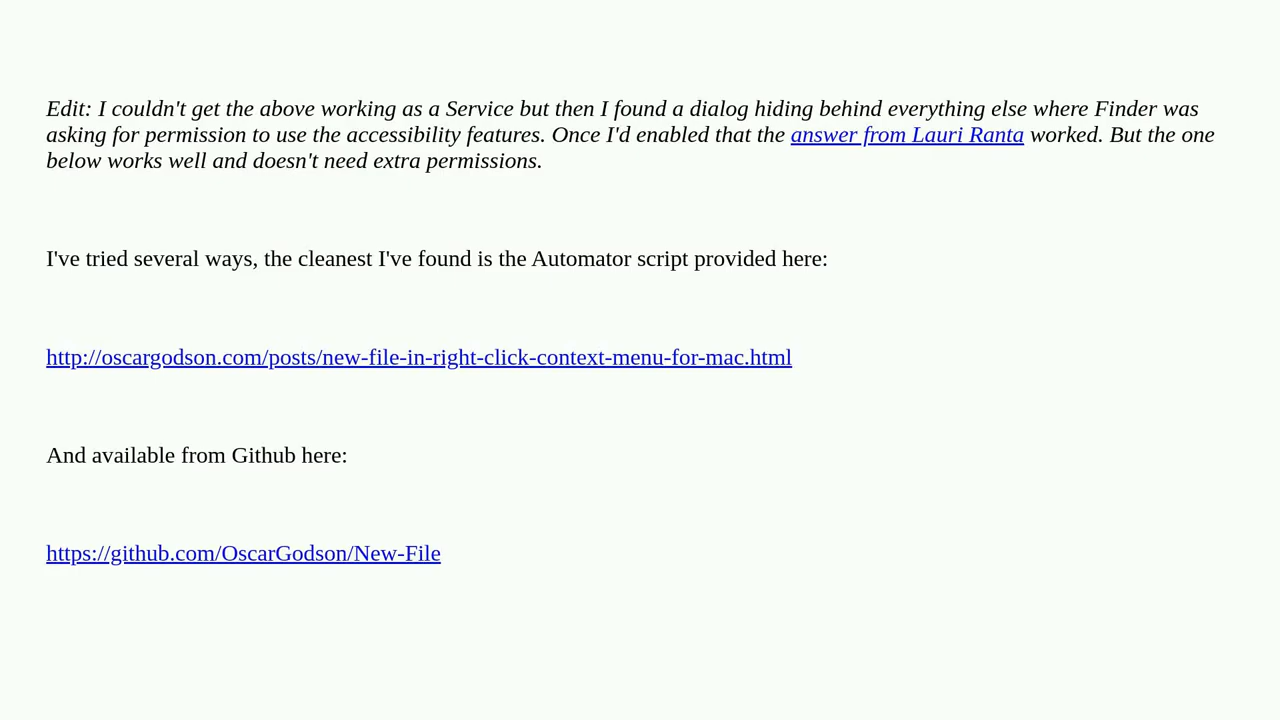 Edit: I couldn't get the above working as a Service but then I found a dialog hiding behind everything else where Finder was
asking for permission to use the accessibility features. Once I'd enabled that the answer from Lauri Ranta worked. But the one
below works well and doesn't need extra permissions.
I've tried several ways, the cleanest I've found is the Automator script provided here:
http://oscargodson.com/posts/new-file-in-right-click-context-menu-for-mac.html
And available from Github here:
https://github.com/OscarGodson/New-File